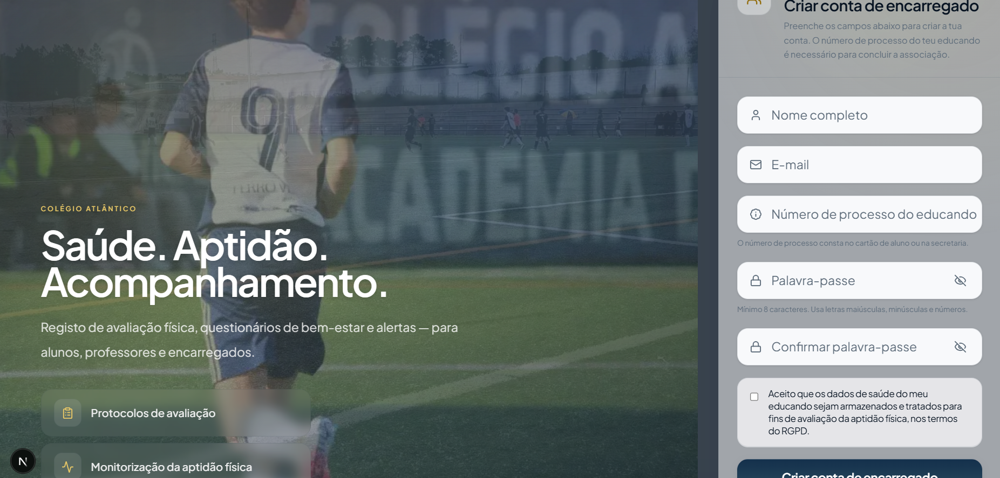 COLÉGIO A
9
CADEMIA D
COLÉGIO ATLÂNTICO
Saúde. Aptidão.
Acompanhamento.
Registo de avaliação física, questionários de bem-estar e alertas — para
alunos, professores e encarregados.
Protocolos de avaliação
Monitorização da aptidão física
N
Criar conta de encarregado
Preenche os campos abaixo para criar a tua
conta. O número de processo do teu educando
é necessário para concluir a associação.
Nome completo
E-mail
Número de processo do educando
O número de processo consta no cartão de aluno ou na secretaria.
Palavra-passe
Mínimo 8 caracteres. Usa letras maiúsculas, minúsculas e números.
Confirmar palavra-passe
Aceito que os dados de saúde do meu
educando sejam armazenados e tratados para
fins de avaliação da aptidão física, nos termos
do RGPD.
Criar conta de encarregado